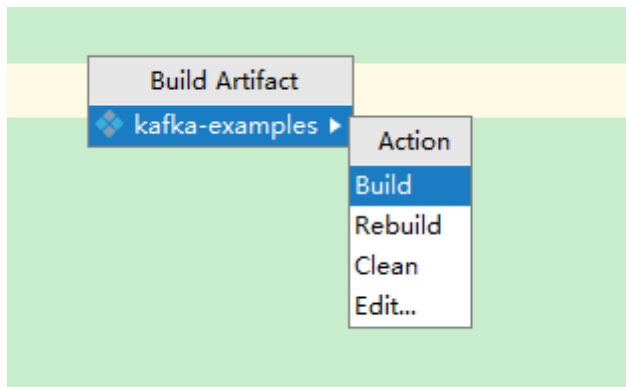 Build Artifact
kafka-examples
Action
Build
Rebuild
Clean
Edit...